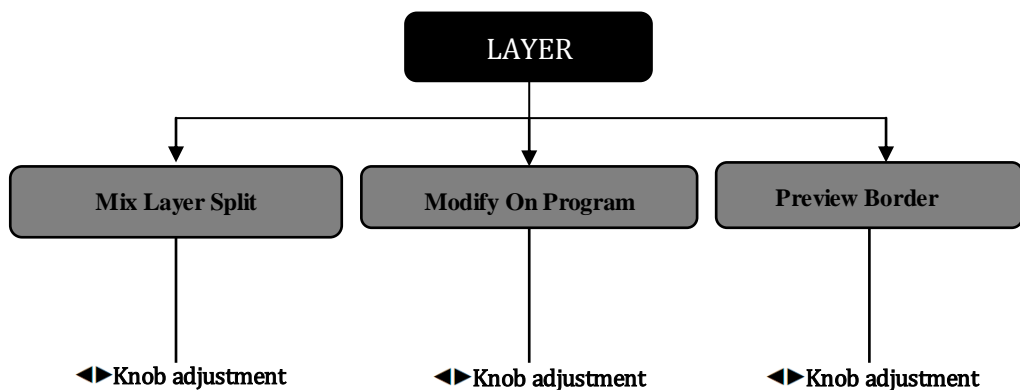 LAYER
Mix Layer Split
Modify On Program
Preview Border
◀▶Knob adjustment
◀▶Knob adjustment
◀▶Knob adjustment